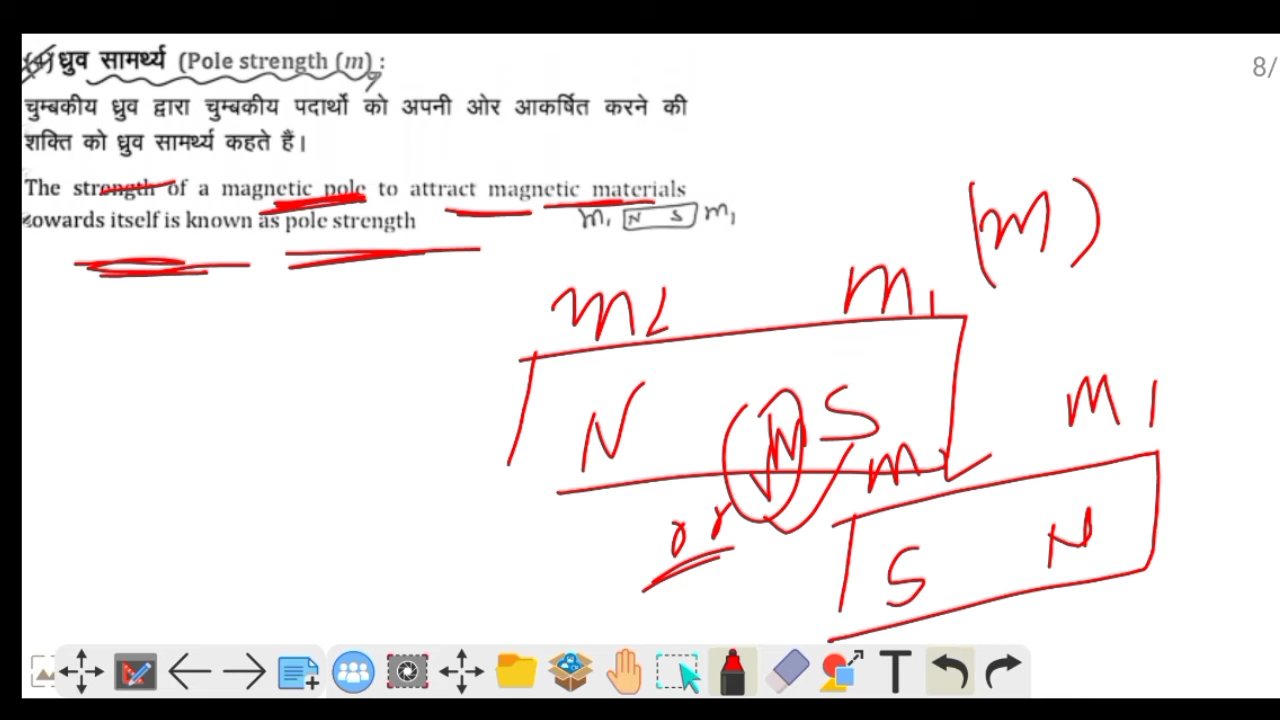 (4) ध्रुव सामर्थ्य (Pole strength (m) :
8/
चुम्बकीय ध्रुव द्वारा चुम्बकीय पदार्थो को अपनी ओर आकर्षित करने की
शक्ति को ध्रुव सामर्थ्य कहते हैं।
The strength of a magnetic pole to attract magnetic materials
towards itself is known as pole strength
m₁ N S m₁
(m)
m₂ m₁
N N S
m₁
m
or
S N
T